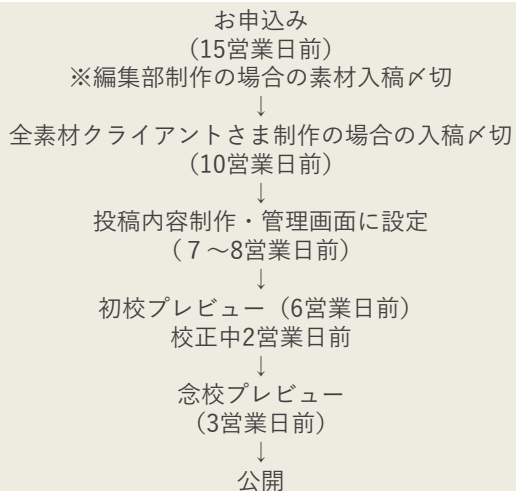 お申込み
(15営業日前)
※編集部制作の場合の素材入稿〆切
↓
全素材クライアントさま制作の場合の入稿〆切
(10営業日前)
↓
投稿内容制作・管理画面に設定
(7〜8営業日前)
↓
初校プレビュー(6営業日前)
校正中2営業日前
↓
念校プレビュー
(3営業日前)
↓
公開